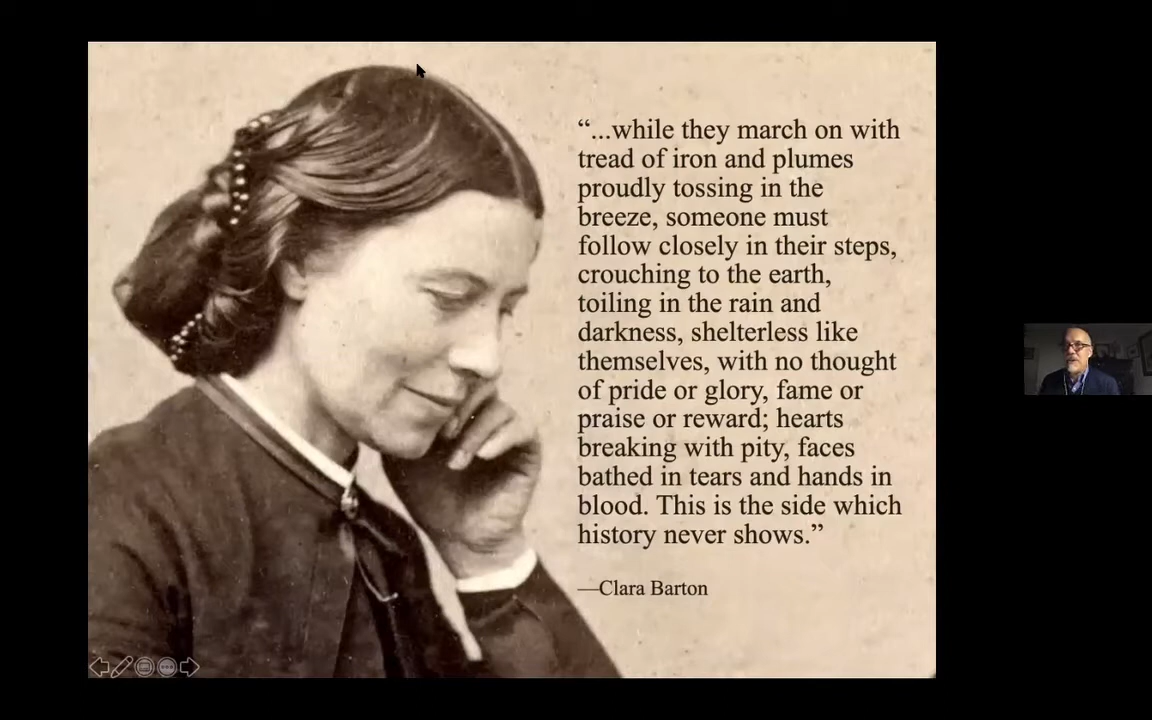 “...while they march on with
tread of iron and plumes
proudly tossing in the
breeze, someone must
follow closely in their steps,
crouching to the earth,
toiling in the rain and
darkness, shelterless like
themselves, with no thought
of pride or glory, fame or
praise or reward; hearts
breaking with pity, faces
bathed in tears and hands in
blood. This is the side which
history never shows.”
—Clara Barton